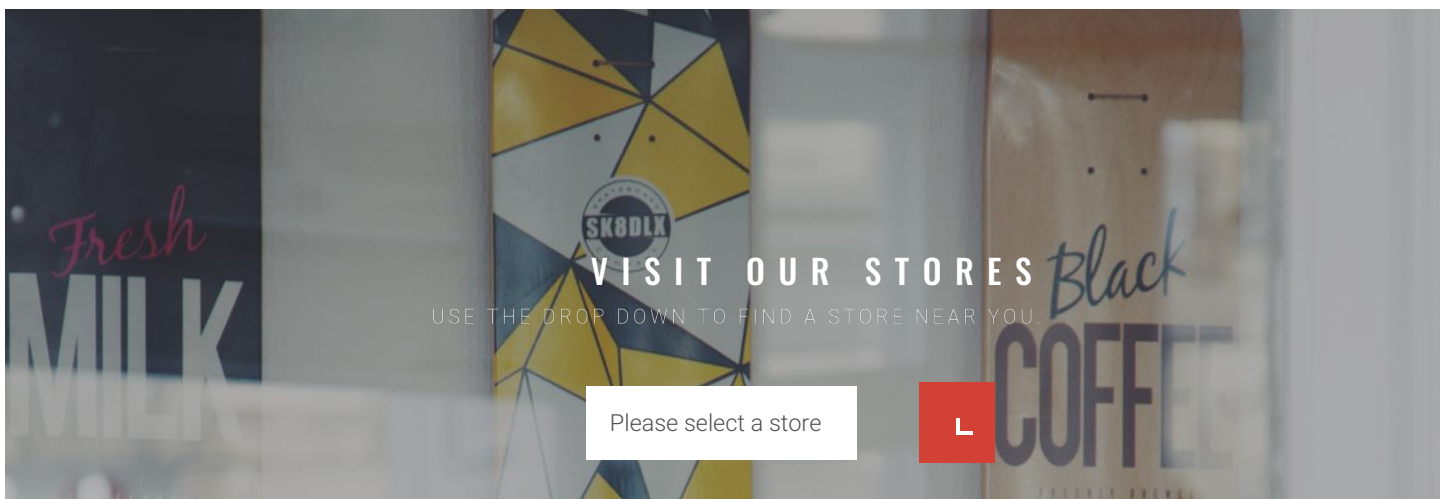 Fresh
MILK
SK8DLX
VISIT OUR STORES
USE THE DROP DOWN TO FIND A STORE NEAR YOU.
Black
COFFEE
Please select a store